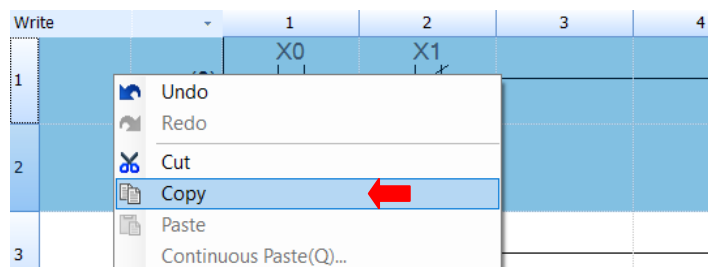 Write 1 2 3 4
X0 X1
1
Undo
Redo
2
Cut
Copy
Paste
3
Continuous Paste(Q)...